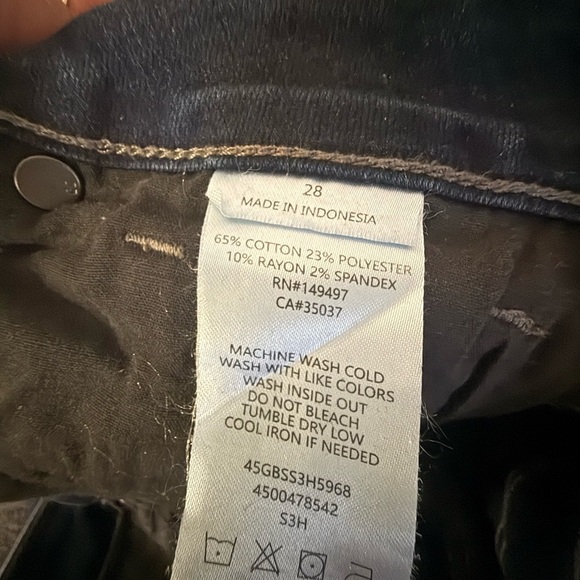 28
MADE IN INDONESIA
65% COTTON 23% POLYESTER
10% RAYON 2% SPANDEX
RN#149497
CA#35037
MACHINE WASH COLD
WASH WITH LIKE COLORS
WASH INSIDE OUT
DO NOT BLEACH
TUMBLE DRY LOW
COOL IRON IF NEEDED
45GBSS3H5968
4500478542
S3H